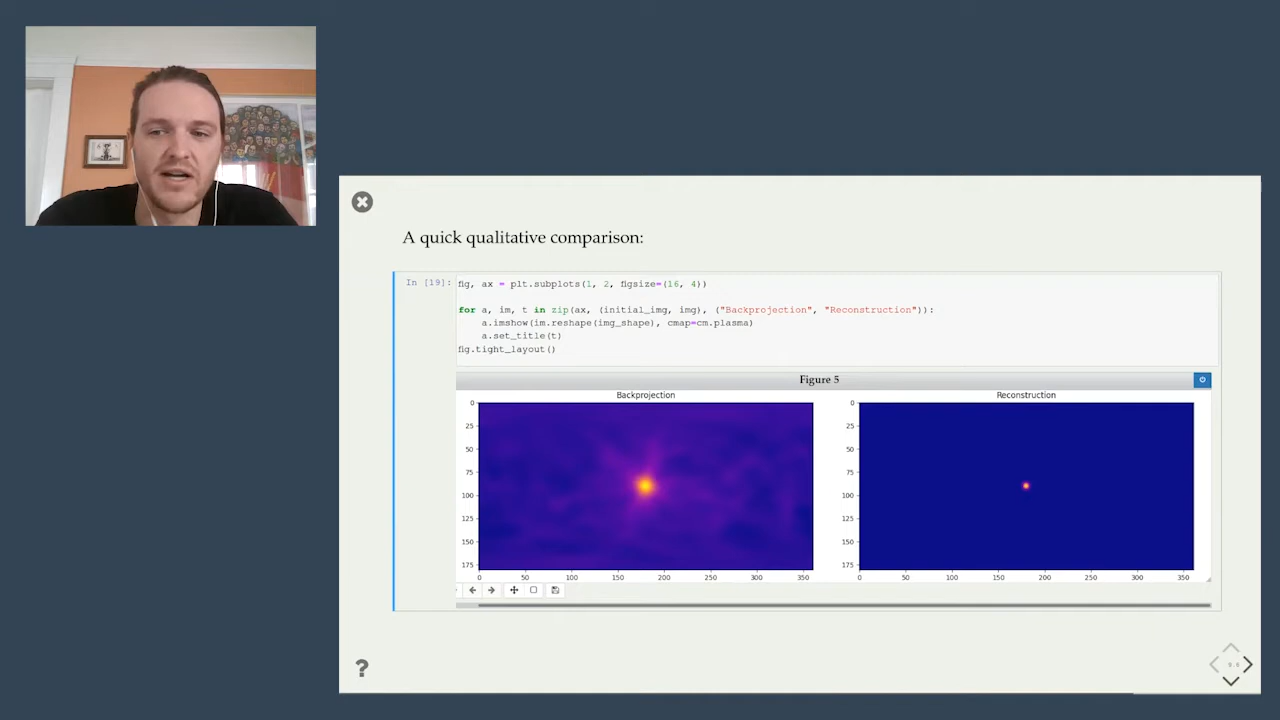 A quick qualitative comparison:
In [19]: fig, ax = plt.subplots(1, 2, figsize=(16, 4))
for a, im, t in zip(ax, (initial_img, img), ("Backprojection", "Reconstruction")):
    a.imshow(im.reshape(img_shape), cmap=cm.plasma)
    a.set_title(t)
fig.tight_layout()
Figure 5
Backprojection
0
25
50
75
100
125
150
175
0 50 100 150 200 250 300 350
Reconstruction
0
25
50
75
100
125
150
175
0 50 100 150 200 250 300 350
?